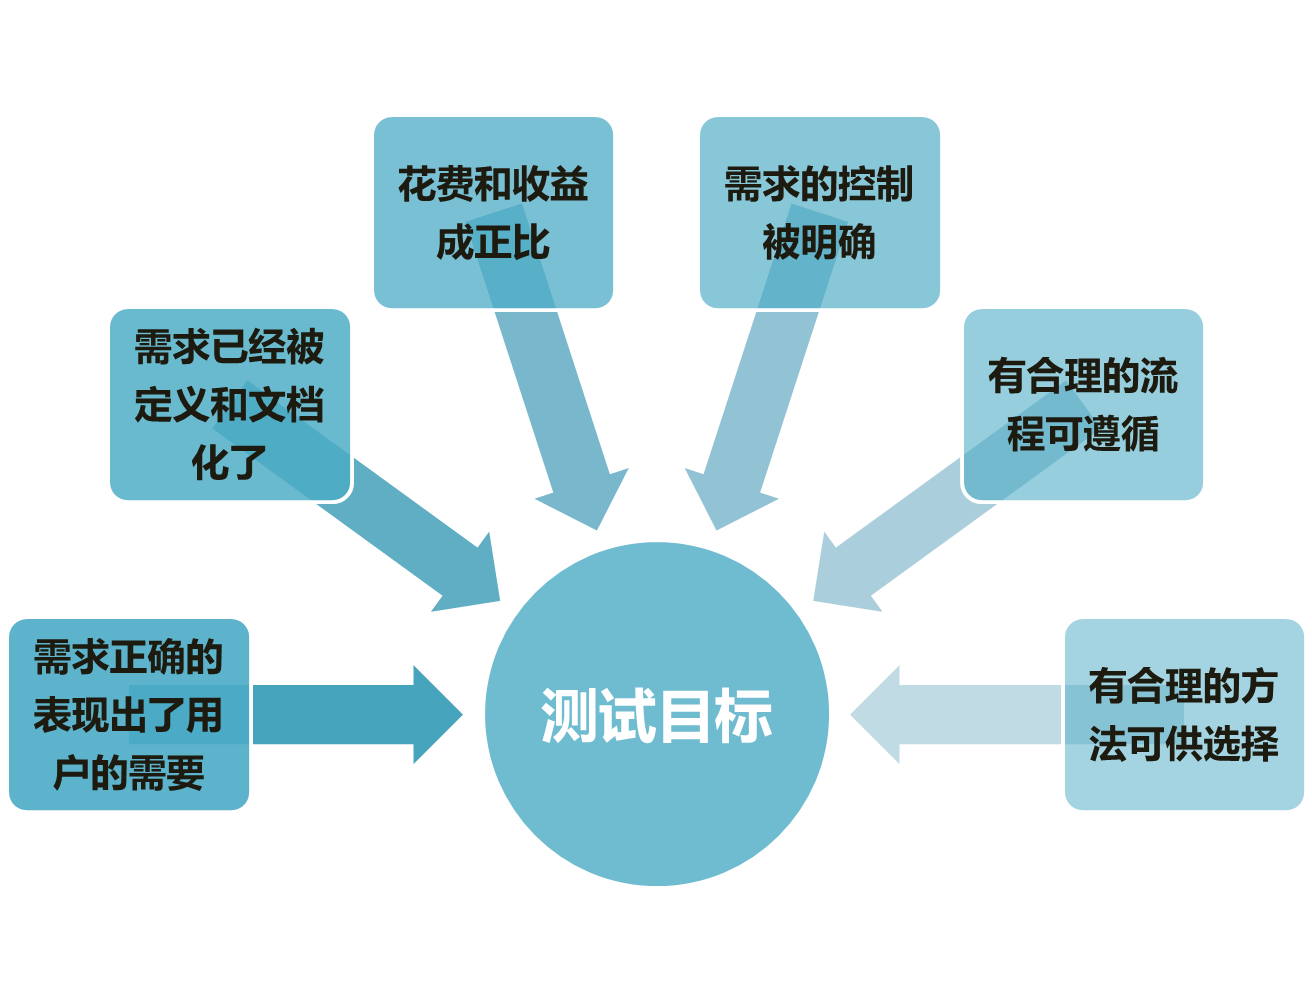 花费和收益
成正比
需求的控制
被明确
需求已经被
定义和文档
化了
有合理的流
程可遵循
需求正确的
表现出了用
户的需要
测试目标
有合理的方
法可供选择